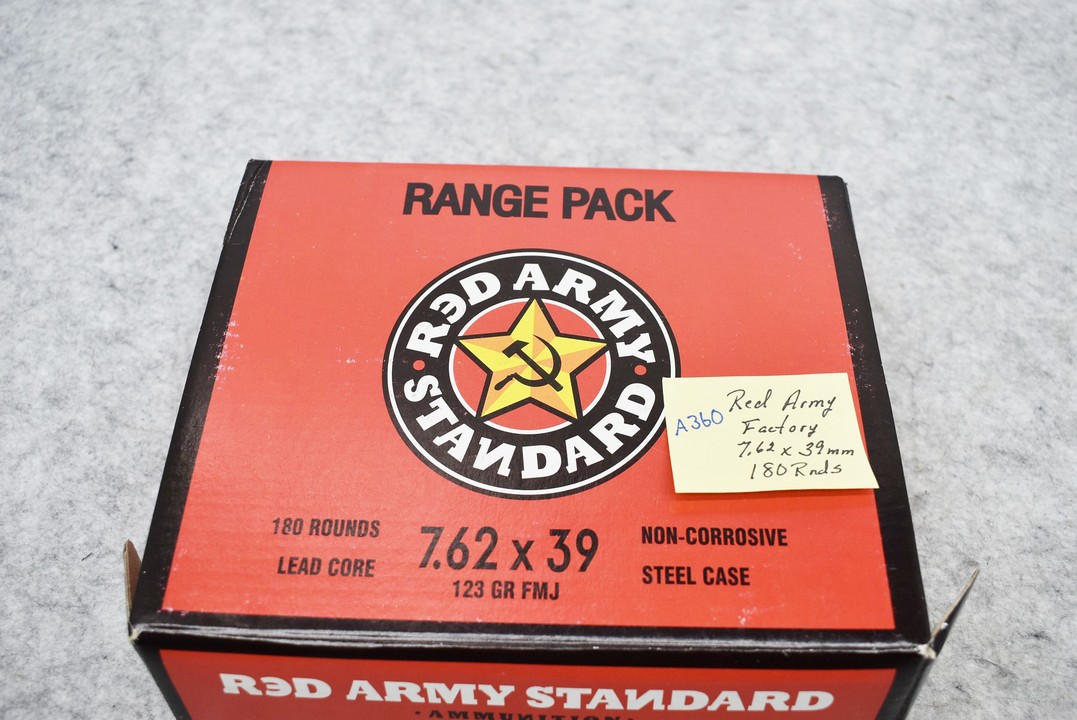 RANGE PACK
RƎD ARMY
STAИDARD
A360
Red Army
Factory
7.62 x 39mm
180 Rnds
180 ROUNDS
LEAD CORE
7.62 x 39
123 GR FMJ
NON-CORROSIVE
STEEL CASE
RƎD ARMY STAИDARD
·AMMUNITION·